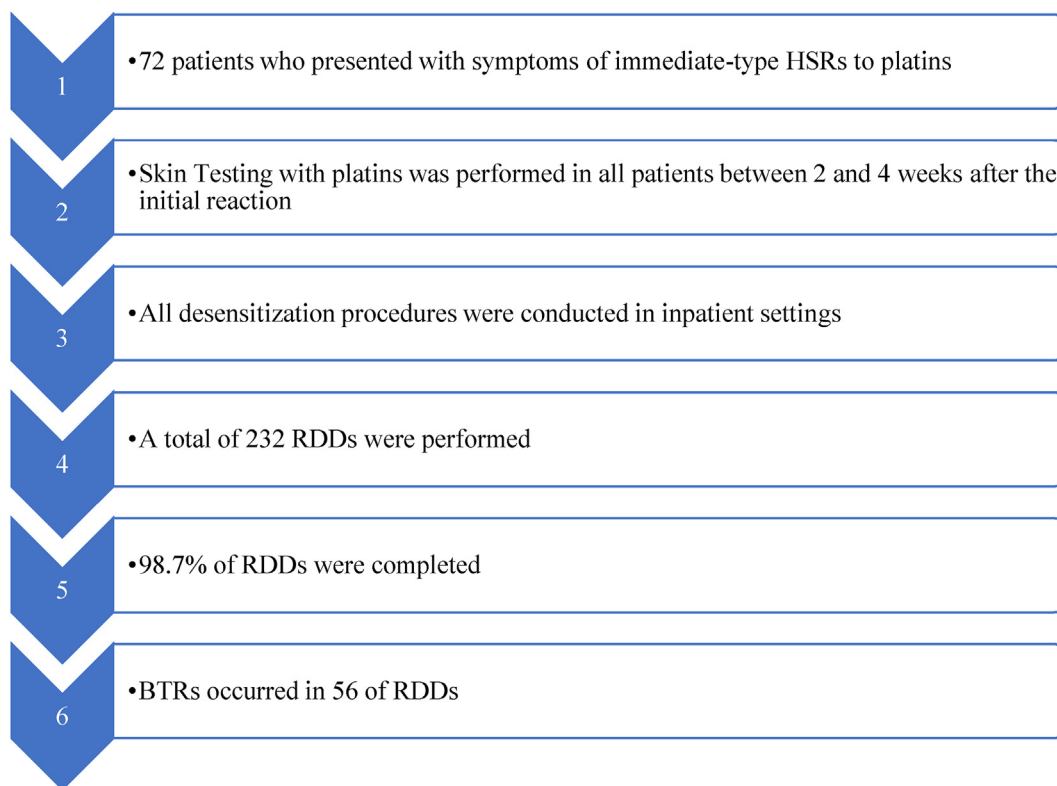 1
•72 patients who presented with symptoms of immediate-type HSRs to platins
2
•Skin Testing with platins was performed in all patients between 2 and 4 weeks after the
initial reaction
3
•All desensitization procedures were conducted in inpatient settings
4
•A total of 232 RDDs were performed
5
•98.7% of RDDs were completed
6
•BTRs occurred in 56 of RDDs